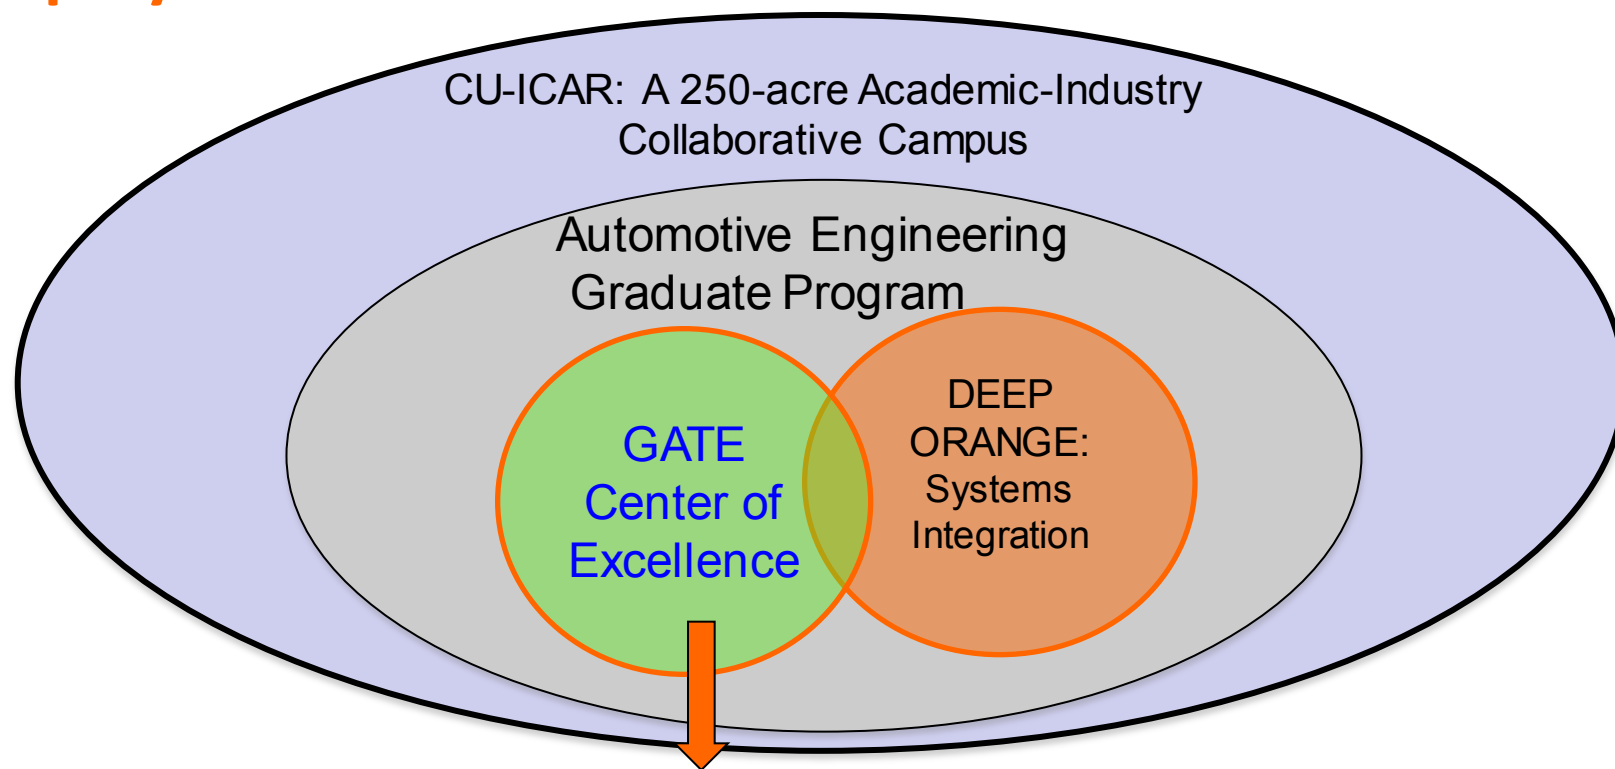 CU-ICAR: A 250-acre Academic-Industry
Collaborative Campus
Automotive Engineering
Graduate Program
GATE
Center of
Excellence
DEEP
ORANGE:
Systems
Integration